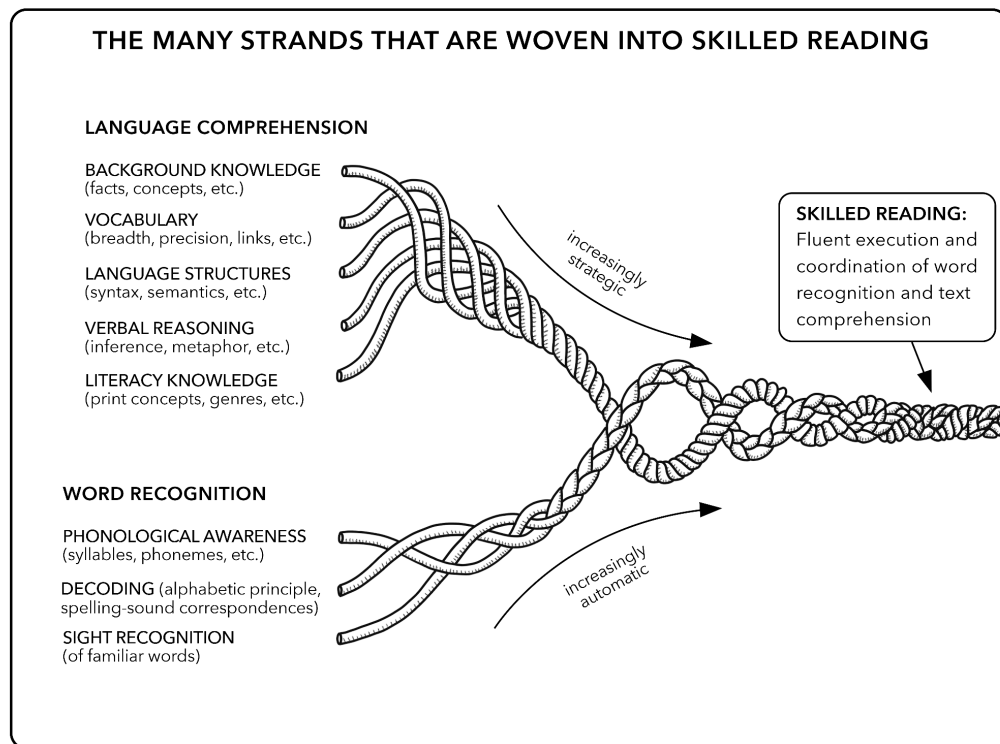 THE MANY STRANDS THAT ARE WOVEN INTO SKILLED READING
LANGUAGE COMPREHENSION
BACKGROUND KNOWLEDGE
(facts, concepts, etc.)
VOCABULARY
(breadth, precision, links, etc.)
LANGUAGE STRUCTURES
(syntax, semantics, etc.)
VERBAL REASONING
(inference, metaphor, etc.)
LITERACY KNOWLEDGE
(print concepts, genres, etc.)
increasingly
strategic
SKILLED READING:
Fluent execution and
coordination of word
recognition and text
comprehension
WORD RECOGNITION
PHONOLOGICAL AWARENESS
(syllables, phonemes, etc.)
DECODING (alphabetic principle,
spelling-sound correspondences)
SIGHT RECOGNITION
(of familiar words)
increasingly
automatic